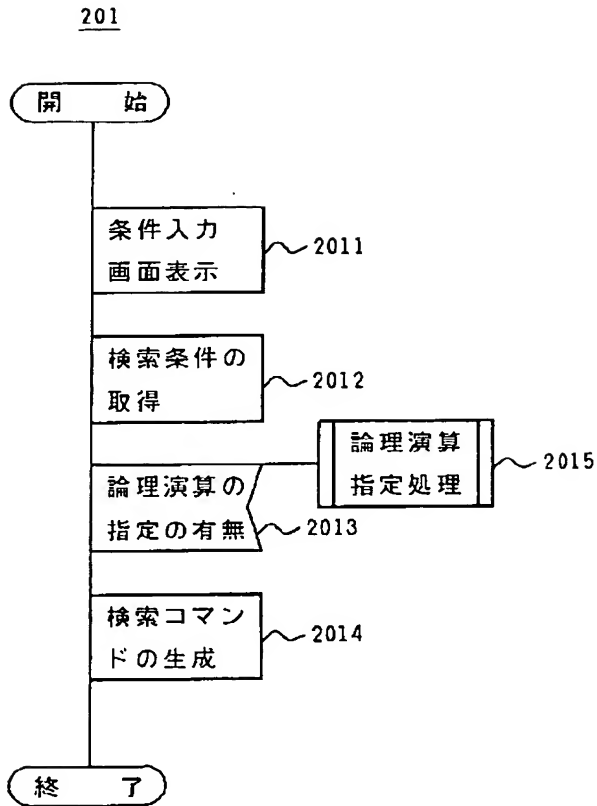 201
開 始
条件入力
画面表示
2011
検索条件の
取得
2012
論理演算の
指定の有無
2013
論理演算
指定処理
2015
検索コマン
ドの生成
2014
終 了